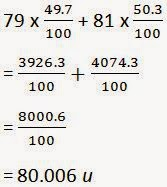 79 x 49.7/100 + 81 x 50.3/100
= 3926.3/100 + 4074.3/100
= 8000.6/100
= 80.006 u